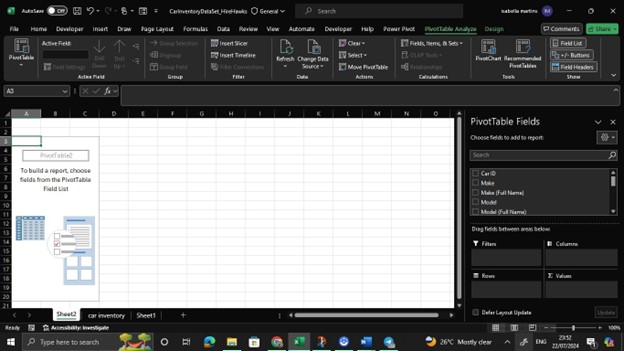 AutoSave Off CarInventoryDataSet_HireHawks General Search isabella martins
File Home Insert Draw Page Layout Formulas Data Review View Automate Developer Help Power Pivot PivotTable Analyze Design Comments Share
PivotTable
Active Field:
Field Settings
Drill Down
Drill Up
Active Field
Group Selection
Ungroup
Group Field
Group
Insert Slicer
Insert Timeline
Filter Connections
Filter
Refresh
Change Data Source
Data
Clear
Select
Move PivotTable
Actions
Fields, Items, & Sets
OLAP Tools
Relationships
Calculations
PivotChart
Recommended PivotTables
Tools
Field List
+/- Buttons
Field Headers
Show
A3 fx
A B C D E F G H I J K L M N O
1
2
3
4
5
6
7
8
9
10
11
12
13
14
15
16
17
18
19
20
21
PivotTable2
To build a report, choose
fields from the PivotTable
Field List
PivotTable Fields
Choose fields to add to report:
Search
Car ID
Make
Make (Full Name)
Model
Model (Full Name)
Drag fields between areas below:
Filters
Columns
Rows
Σ Values
Defer Layout Update
Update
Sheet2 car inventory Sheet1 +
Ready Accessibility: Investigate 100%
Type here to search
26°C Mostly clear
ENG
23:52
22/07/2024